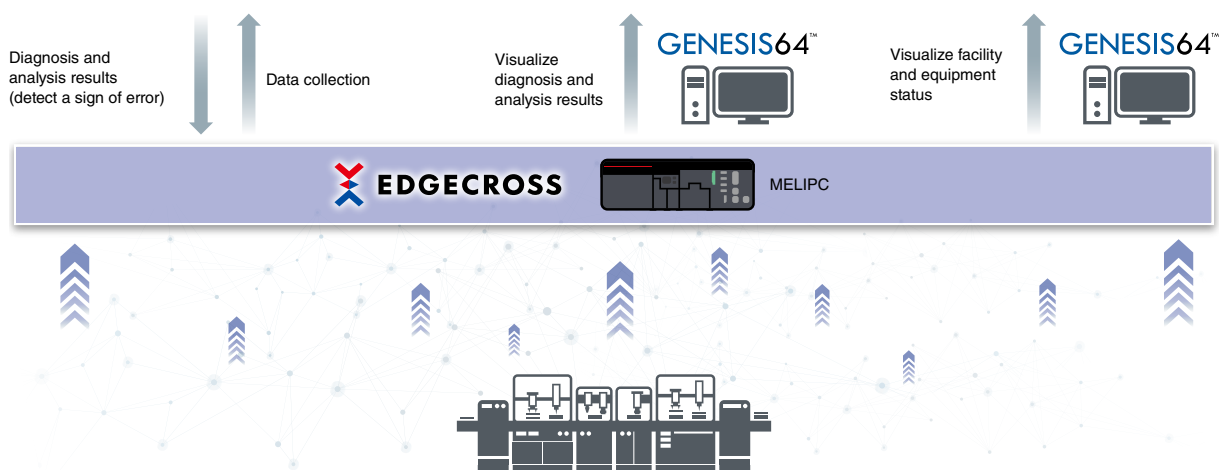 Diagnosis and
analysis results
(detect a sign of error)
Data collection
Visualize
diagnosis and
analysis results
GENESIS64™
Visualize facility
and equipment
status
GENESIS64™
EDGECROSS
MELIPC